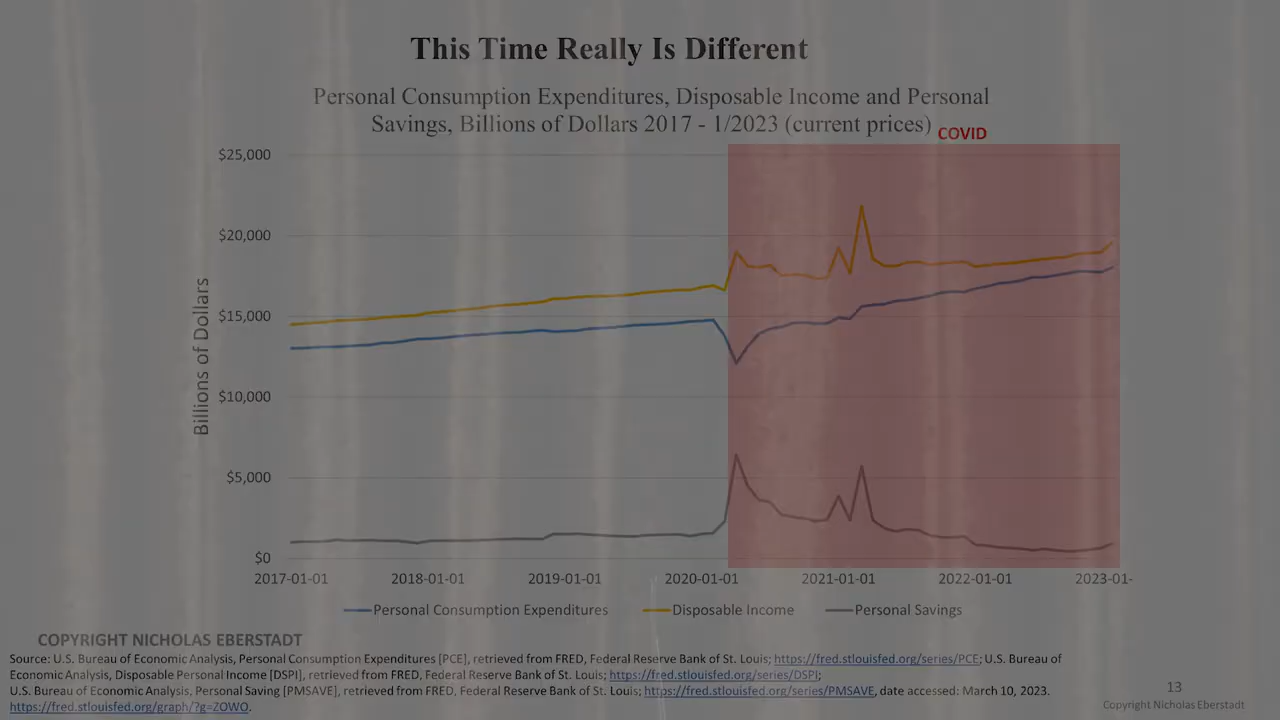 This Time Really Is Different
Personal Consumption Expenditures, Disposable Income and Personal
Savings, Billions of Dollars 2017 - 1/2023 (current prices)
COVID
$25,000
$20,000
$15,000
$10,000
$5,000
$0
Billions of Dollars
2017-01-01 2018-01-01 2019-01-01 2020-01-01 2021-01-01 2022-01-01 2023-01-
Personal Consumption Expenditures Disposable Income Personal Savings
COPYRIGHT NICHOLAS EBERSTADT
Source: U.S. Bureau of Economic Analysis, Personal Consumption Expenditures [PCE], retrieved from FRED, Federal Reserve Bank of St. Louis; https://fred.stlouisfed.org/series/PCE; U.S. Bureau of
Economic Analysis, Disposable Personal Income [DSPI], retrieved from FRED, Federal Reserve Bank of St. Louis; https://fred.stlouisfed.org/series/DSPI;
U.S. Bureau of Economic Analysis, Personal Saving [PMSAVE], retrieved from FRED, Federal Reserve Bank of St. Louis; https://fred.stlouisfed.org/series/PMSAVE, date accessed: March 10, 2023.
https://fred.stlouisfed.org/graph/?g=ZOWO.
13
Copyright Nicholas Eberstadt